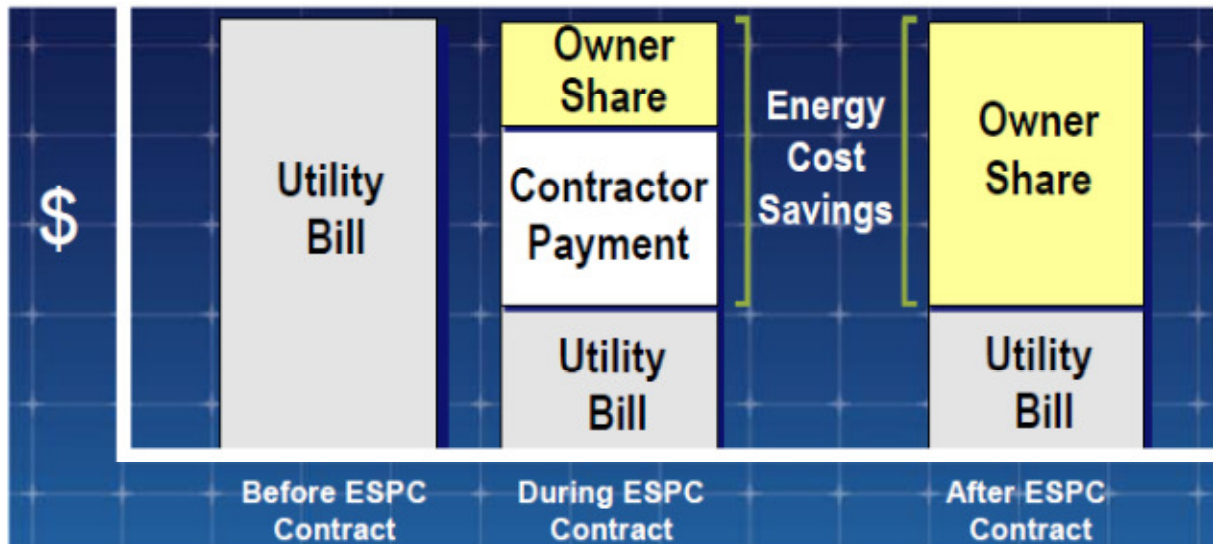 $
Utility
Bill
Owner
Share
Contractor
Payment
Utility
Bill
Energy
Cost
Savings
Owner
Share
Utility
Bill
Before ESPC
Contract
During ESPC
Contract
After ESPC
Contract